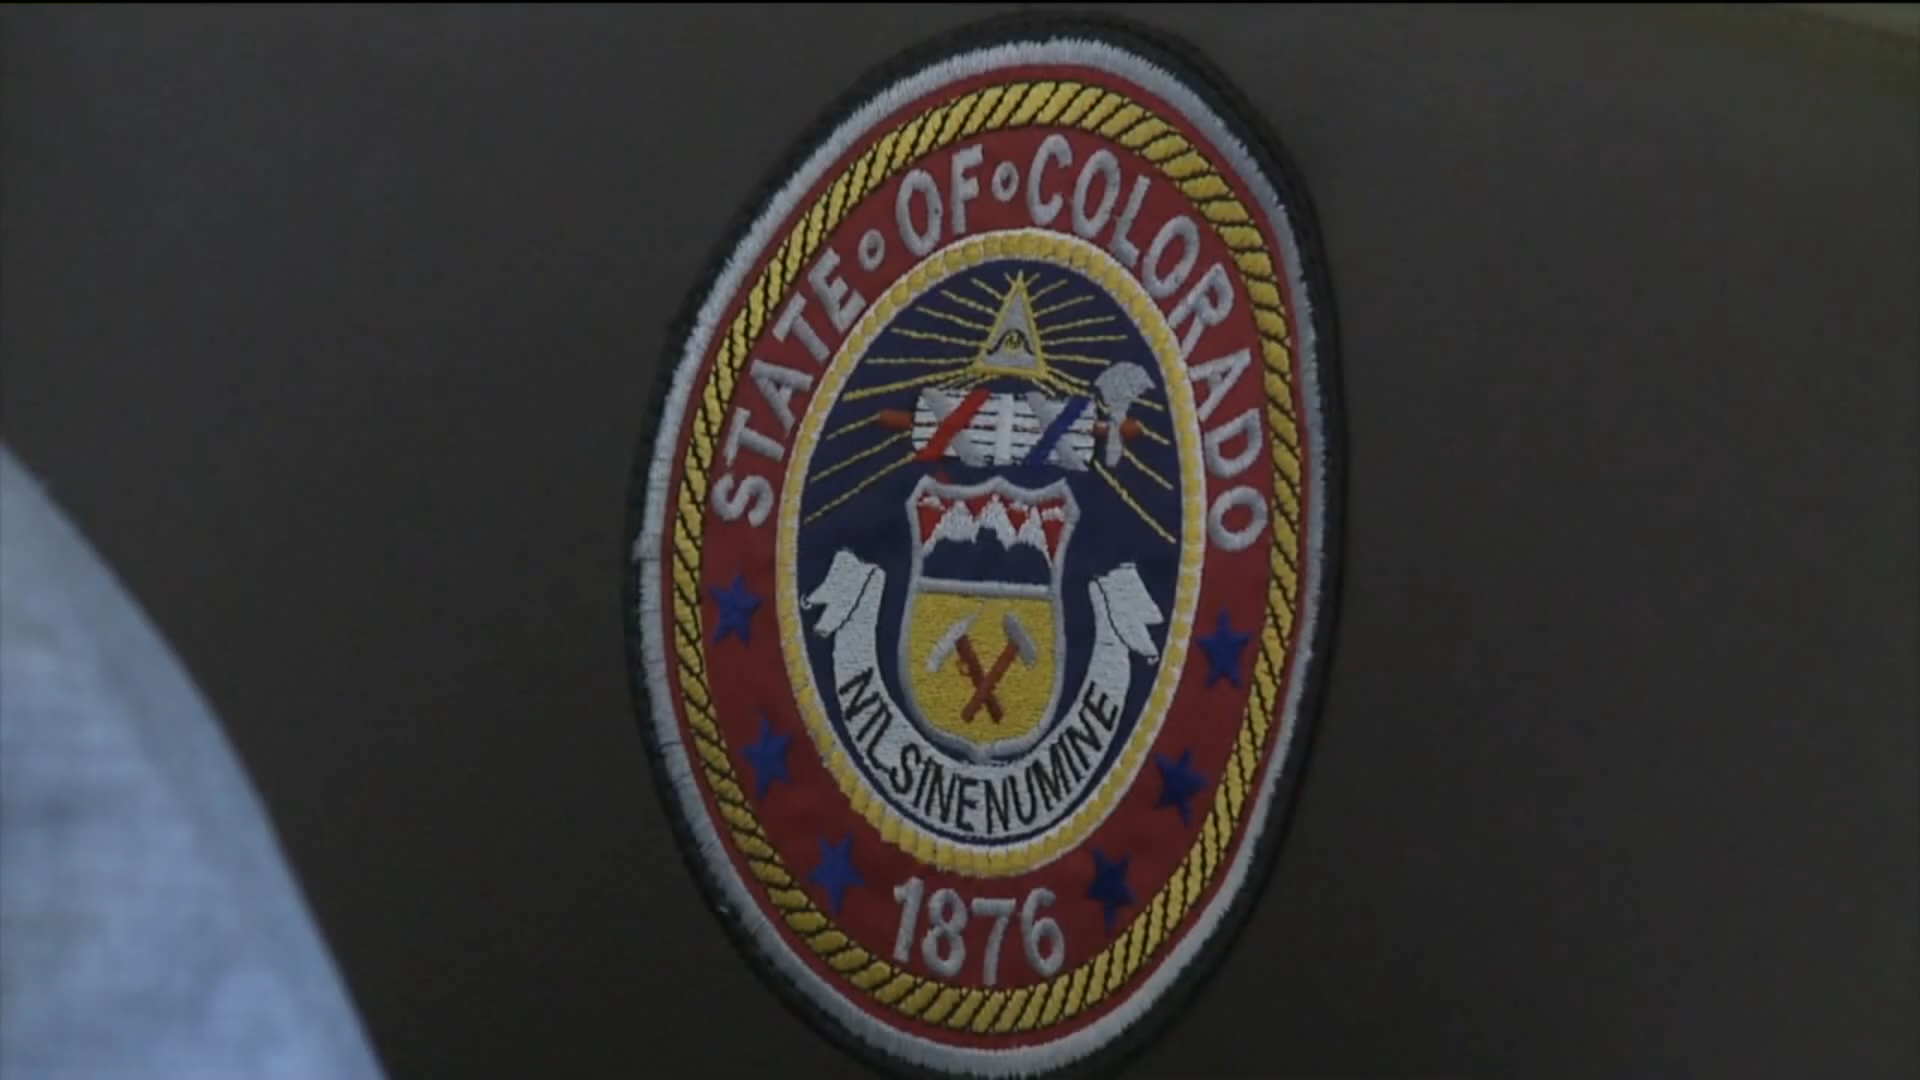 STATE • OF • COLORADO
NIL SINE NUMINE
1876